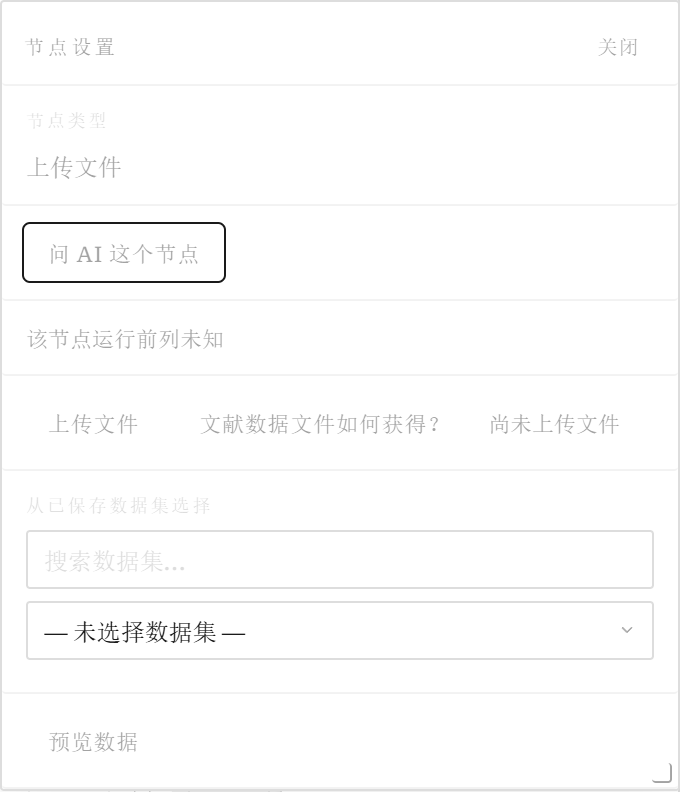 节点设置 关闭
节点类型
上传文件
问 AI 这个节点
该节点运行前列未知
上传文件 文献数据文件如何获得？ 尚未上传文件
从已保存数据集选择
搜索数据集...
— 未选择数据集 —
预览数据